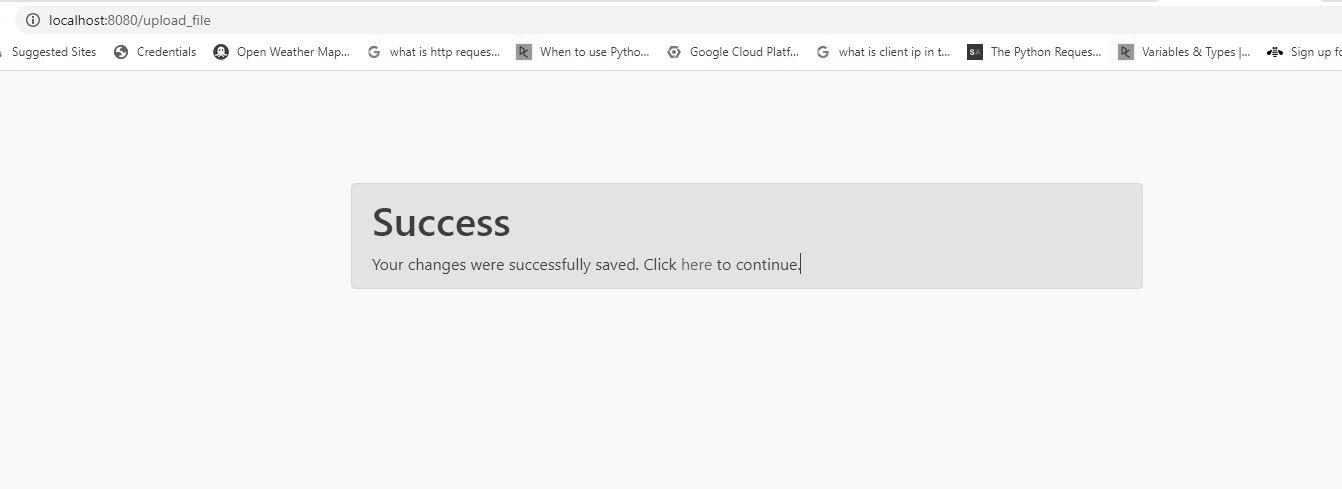 localhost:8080/upload_file
Suggested Sites Credentials Open Weather Map... what is http reques... When to use Pytho... Google Cloud Platf... what is client ip in t... SA The Python Reques... Variables & Types |... Sign up fo
Success
Your changes were successfully saved. Click here to continue.